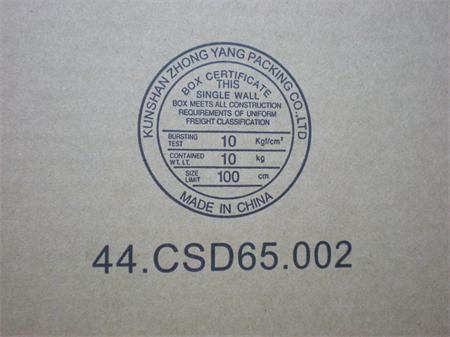 KUNSHAN ZHONG YANG PACKING CO.,LTD
BOX CERTIFICATE
THIS
SINGLE WALL
BOX MEETS ALL CONSTRUCTION
REQUIREMENTS OF UNIFORM
FREIGHT CLASSIFICATION
BURSTING TEST 10 Kgf/cm²
CONTAINED WT. LT. 10 kg
SIZE LIMIT 100 cm
MADE IN CHINA
44.CSD65.002